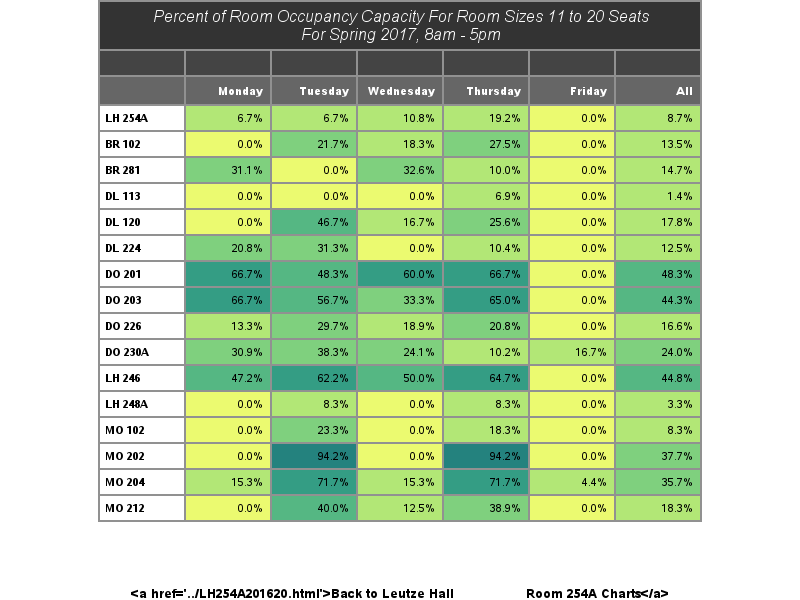 Percent of Room Occupancy Capacity For Room Sizes 11 to 20 Seats
For Spring 2017, 8am - 5pm
Monday Tuesday Wednesday Thursday Friday All
LH 254A 6.7% 6.7% 10.8% 19.2% 0.0% 8.7%
BR 102 0.0% 21.7% 18.3% 27.5% 0.0% 13.5%
BR 281 31.1% 0.0% 32.6% 10.0% 0.0% 14.7%
DL 113 0.0% 0.0% 0.0% 6.9% 0.0% 1.4%
DL 120 0.0% 46.7% 16.7% 25.6% 0.0% 17.8%
DL 224 20.8% 31.3% 0.0% 10.4% 0.0% 12.5%
DO 201 66.7% 48.3% 60.0% 66.7% 0.0% 48.3%
DO 203 66.7% 56.7% 33.3% 65.0% 0.0% 44.3%
DO 226 13.3% 29.7% 18.9% 20.8% 0.0% 16.6%
DO 230A 30.9% 38.3% 24.1% 10.2% 16.7% 24.0%
LH 246 47.2% 62.2% 50.0% 64.7% 0.0% 44.8%
LH 248A 0.0% 8.3% 0.0% 8.3% 0.0% 3.3%
MO 102 0.0% 23.3% 0.0% 18.3% 0.0% 8.3%
MO 202 0.0% 94.2% 0.0% 94.2% 0.0% 37.7%
MO 204 15.3% 71.7% 15.3% 71.7% 4.4% 35.7%
MO 212 0.0% 40.0% 12.5% 38.9% 0.0% 18.3%
<a href='../LH254A201620.html'>Back to Leutze Hall Room 254A Charts</a>